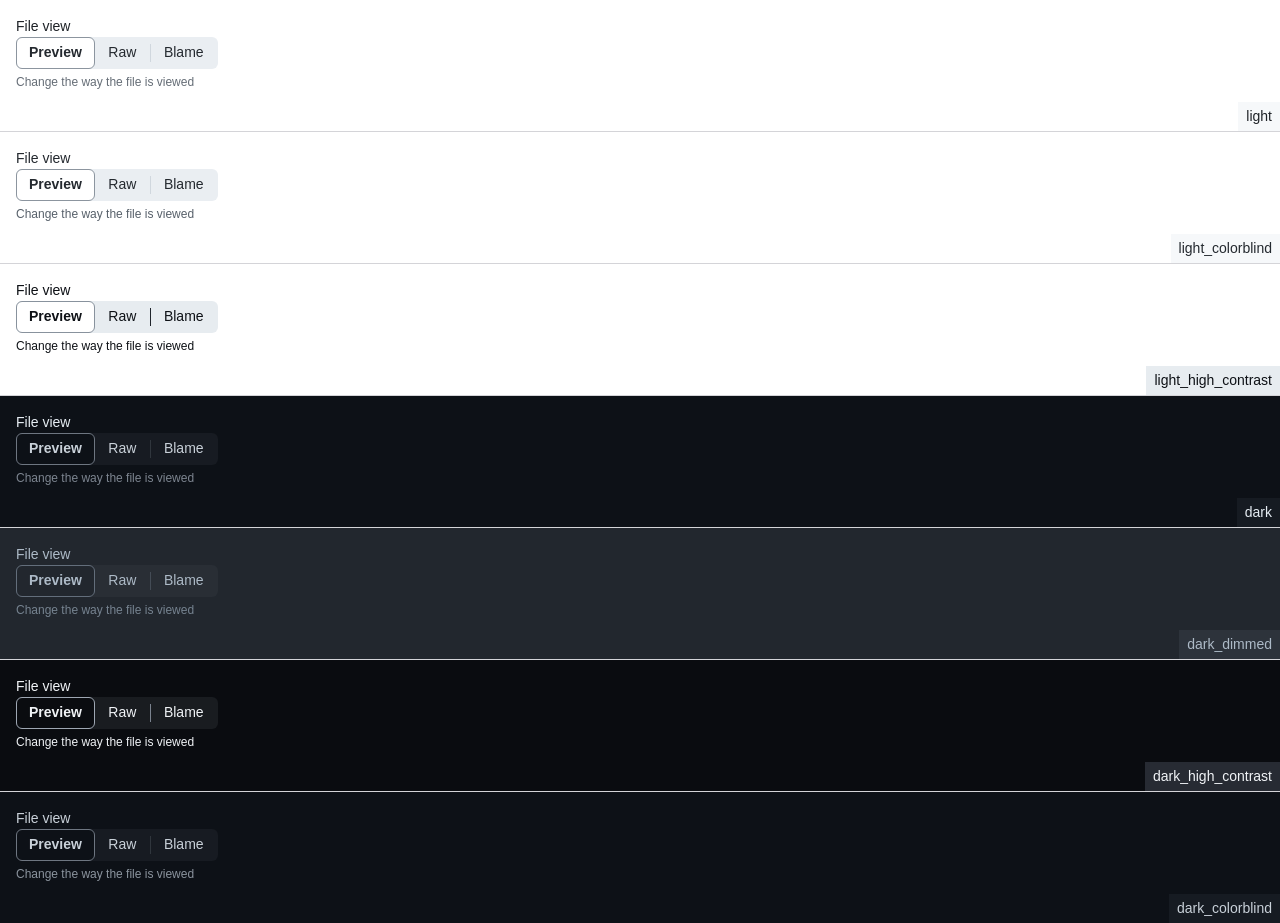 File view
Preview Raw Blame
Change the way the file is viewed
light
File view
Preview Raw Blame
Change the way the file is viewed
light_colorblind
File view
Preview Raw Blame
Change the way the file is viewed
light_high_contrast
File view
Preview Raw Blame
Change the way the file is viewed
dark
File view
Preview Raw Blame
Change the way the file is viewed
dark_dimmed
File view
Preview Raw Blame
Change the way the file is viewed
dark_high_contrast
File view
Preview Raw Blame
Change the way the file is viewed
dark_colorblind